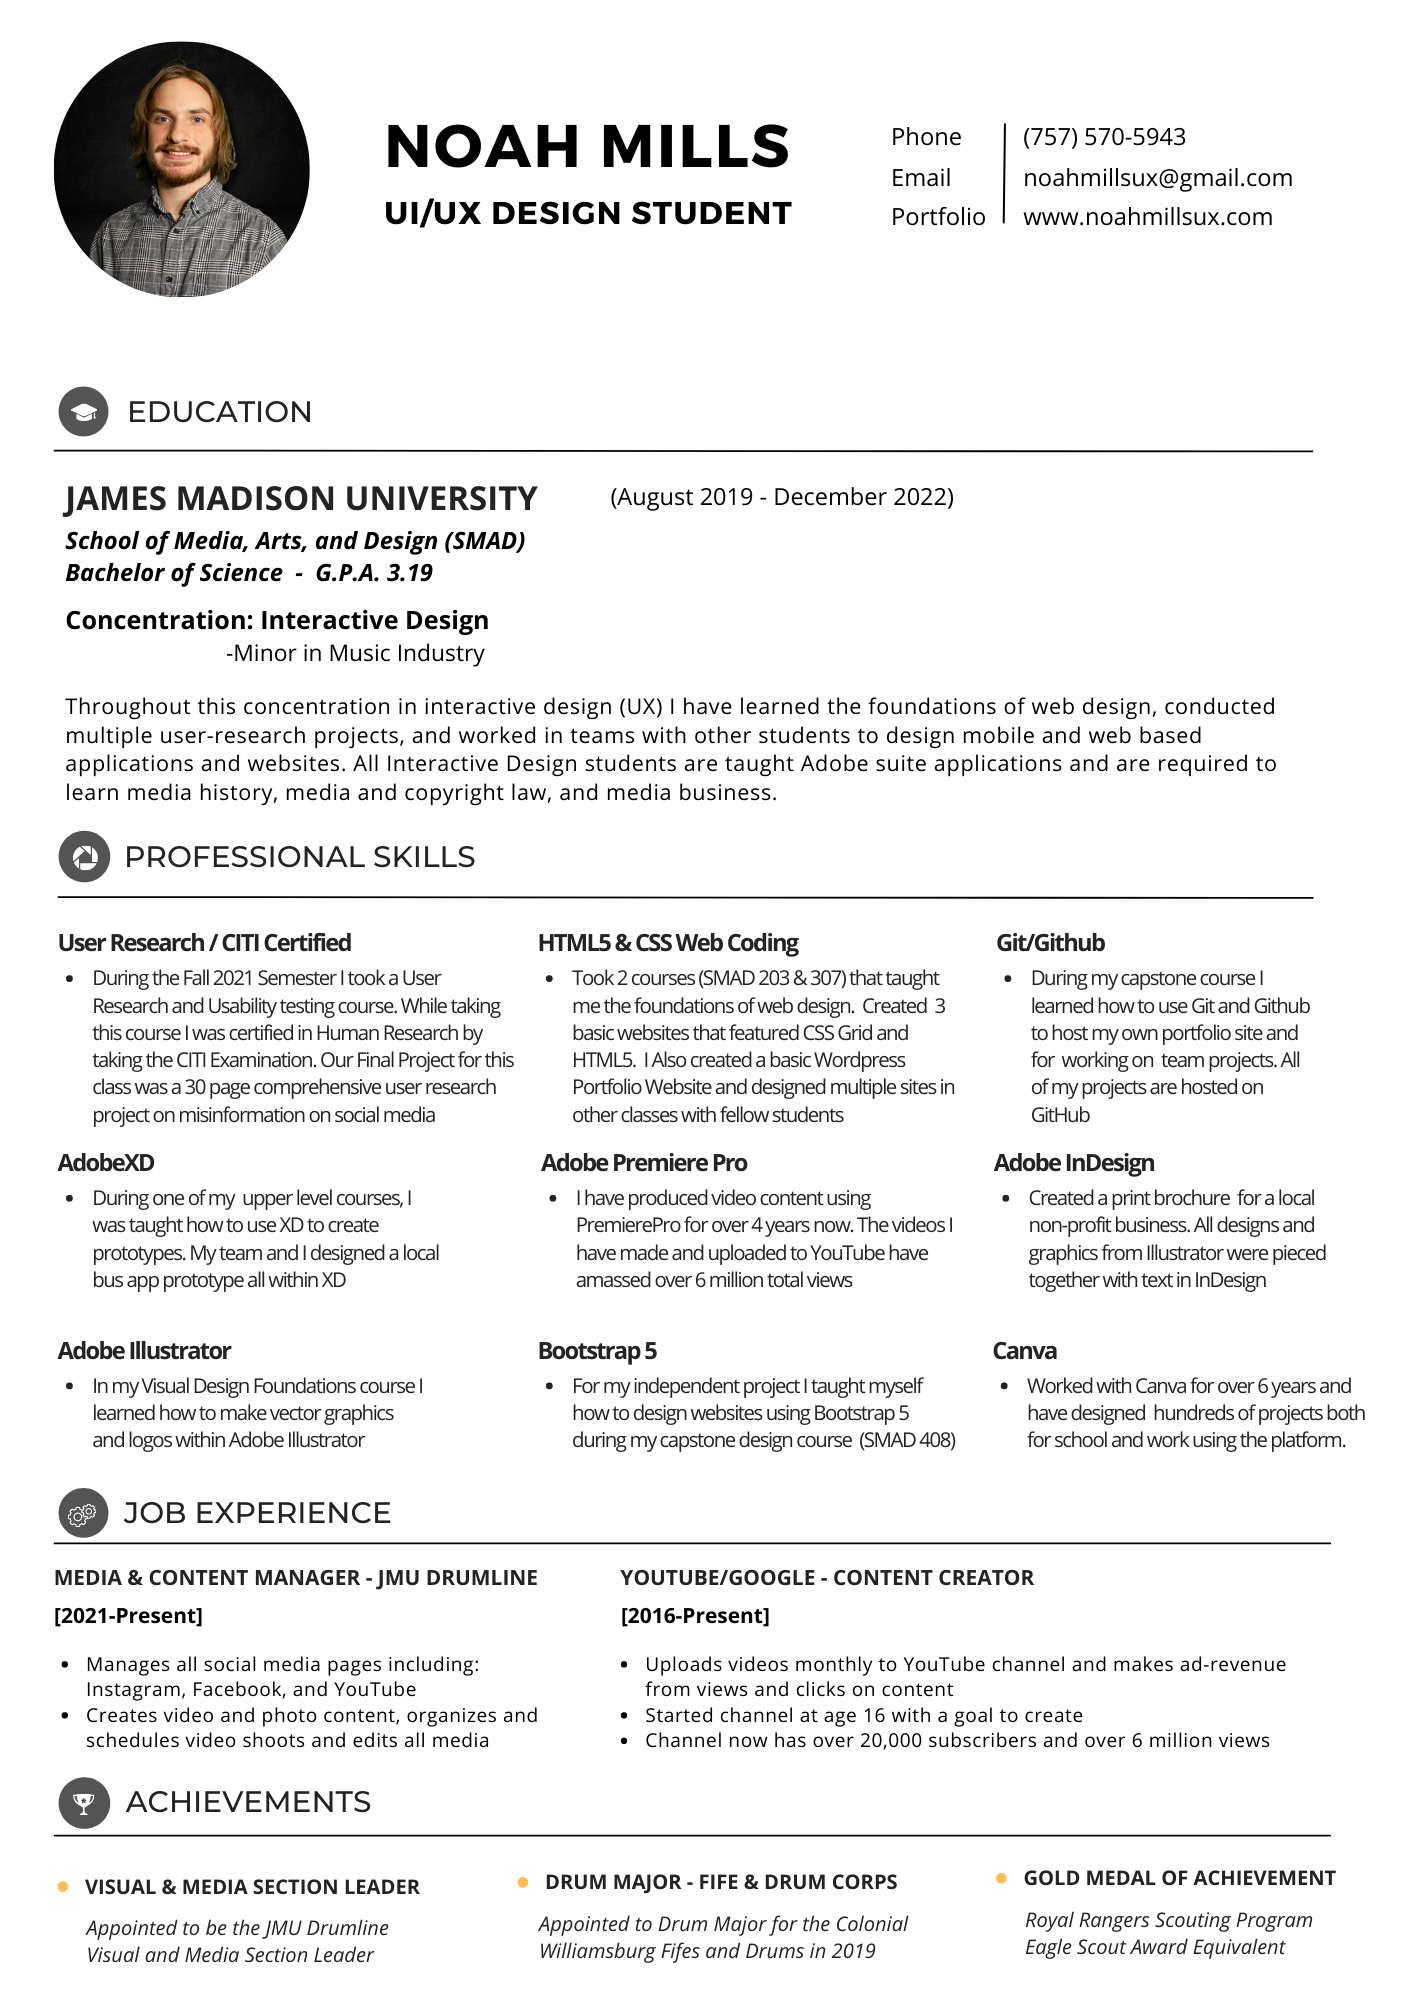 NOAH MILLS
UI/UX DESIGN STUDENT
Phone (757) 570-5943
Email noahmillsux@gmail.com
Portfolio www.noahmillsux.com
EDUCATION
JAMES MADISON UNIVERSITY (August 2019 - December 2022)
School of Media, Arts, and Design (SMAD)
Bachelor of Science - G.P.A. 3.19
Concentration: Interactive Design
-Minor in Music Industry
Throughout this concentration in interactive design (UX) I have learned the foundations of web design, conducted
multiple user-research projects, and worked in teams with other students to design mobile and web based
applications and websites. All Interactive Design students are taught Adobe suite applications and are required to
learn media history, media and copyright law, and media business.
PROFESSIONAL SKILLS
User Research / CITI Certified
• During the Fall 2021 Semester I took a User
Research and Usability testing course. While taking
this course I was certified in Human Research by
taking the CITI Examination. Our Final Project for this
class was a 30 page comprehensive user research
project on misinformation on social media
HTML5 & CSS Web Coding
• Took 2 courses (SMAD 203 & 307) that taught
me the foundations of web design. Created 3
basic websites that featured CSS Grid and
HTML5. I Also created a basic Wordpress
Portfolio Website and designed multiple sites in
other classes with fellow students
Git/Github
• During my capstone course I
learned how to use Git and Github
to host my own portfolio site and
for working on team projects. All
of my projects are hosted on
GitHub
AdobeXD
• During one of my upper level courses, I
was taught how to use XD to create
prototypes. My team and I designed a local
bus app prototype all within XD
Adobe Premiere Pro
• I have produced video content using
PremierePro for over 4 years now. The videos I
have made and uploaded to YouTube have
amassed over 6 million total views
Adobe InDesign
• Created a print brochure for a local
non-profit business. All designs and
graphics from Illustrator were pieced
together with text in InDesign
Adobe Illustrator
• In my Visual Design Foundations course I
learned how to make vector graphics
and logos within Adobe Illustrator
Bootstrap 5
• For my independent project I taught myself
how to design websites using Bootstrap 5
during my capstone design course (SMAD 408)
Canva
• Worked with Canva for over 6 years and
have designed hundreds of projects both
for school and work using the platform.
JOB EXPERIENCE
MEDIA & CONTENT MANAGER - JMU DRUMLINE
[2021-Present]
• Manages all social media pages including:
Instagram, Facebook, and YouTube
• Creates video and photo content, organizes and
schedules video shoots and edits all media
YOUTUBE/GOOGLE - CONTENT CREATOR
[2016-Present]
• Uploads videos monthly to YouTube channel and makes ad-revenue
from views and clicks on content
• Started channel at age 16 with a goal to create
• Channel now has over 20,000 subscribers and over 6 million views
ACHIEVEMENTS
• VISUAL & MEDIA SECTION LEADER
Appointed to be the JMU Drumline
Visual and Media Section Leader
• DRUM MAJOR - FIFE & DRUM CORPS
Appointed to Drum Major for the Colonial
Williamsburg Fifes and Drums in 2019
• GOLD MEDAL OF ACHIEVEMENT
Royal Rangers Scouting Program
Eagle Scout Award Equivalent